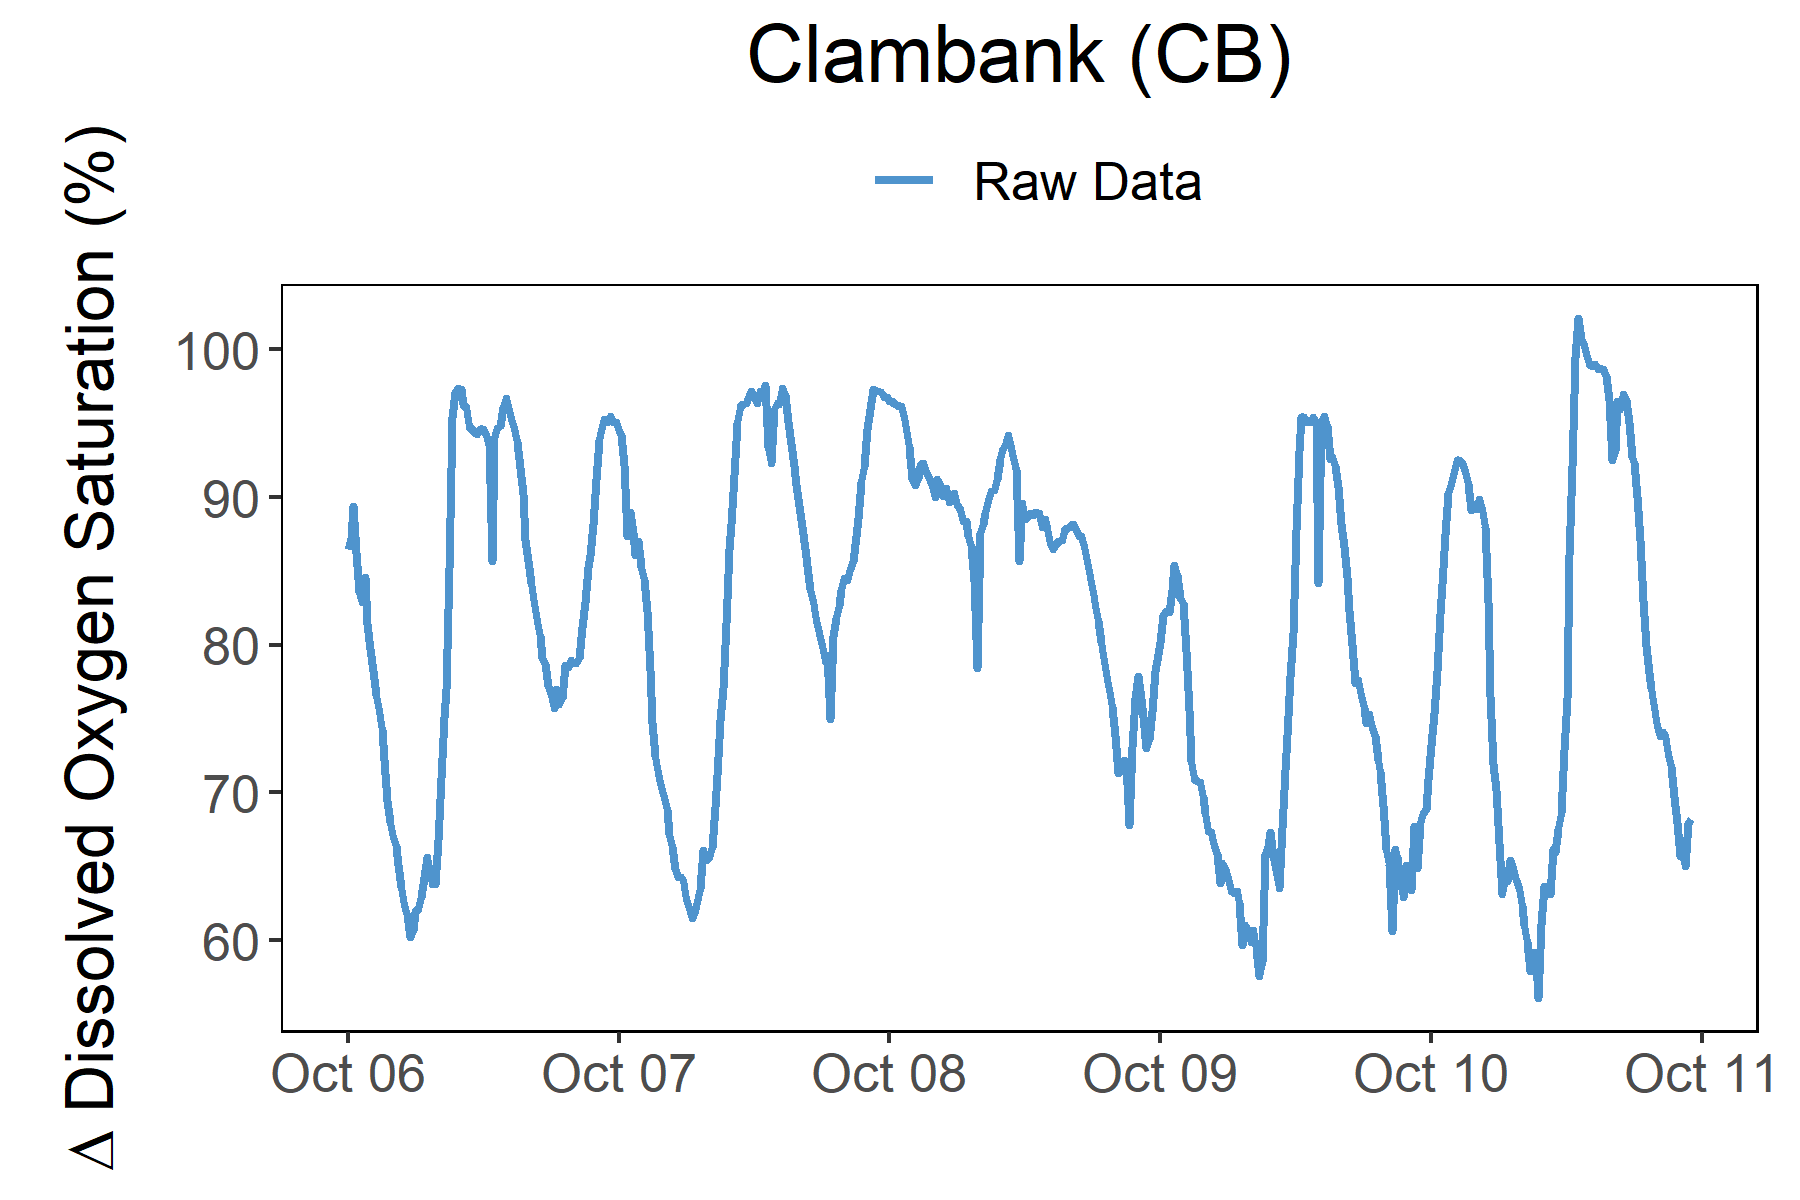 Clambank (CB)
Raw Data
Δ Dissolved Oxygen Saturation (%)
100
90
80
70
60
Oct 06
Oct 07
Oct 08
Oct 09
Oct 10
Oct 11